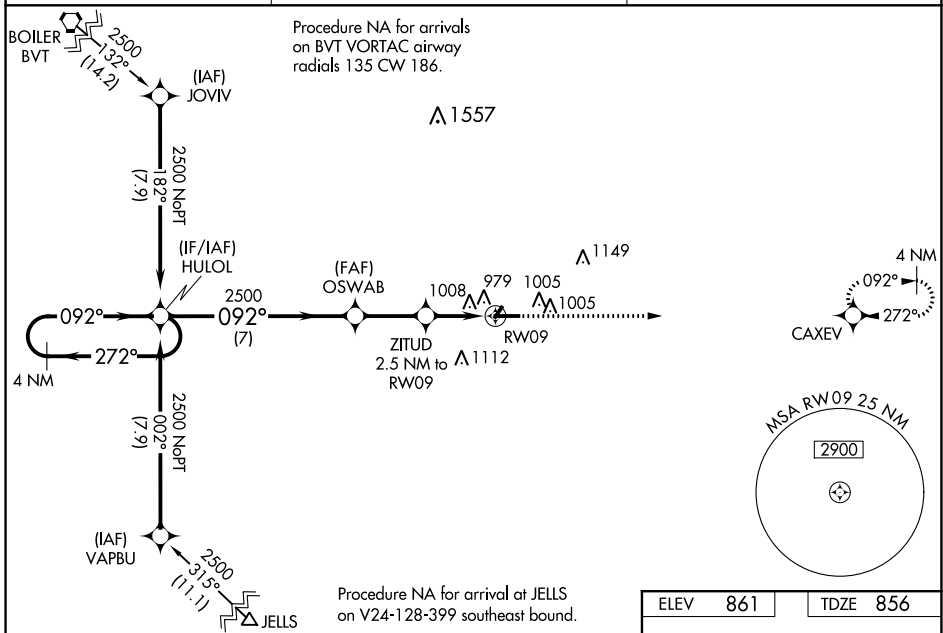 BOILER
BVT
2500
132°
(14.2)
(IAF)
JOVIV
Procedure NA for arrivals
on BVT VORTAC airway
radials 135 CW 186.
1557
2500 NoPT
182°
(7.9)
(IF/IAF)
HULOL
2500
092°
(7)
(FAF)
OSWAB
1008
979
1005
1005
1149
4 NM
092°
272°
CAXEV
092°
272°
4 NM
ZITUD
2.5 NM to
RW09
1112
RW09
2500 NoPT
002°
(7.9)
MSA RW09 25 NM
2900
(IAF)
VAPBU
2500
315°
(11.1)
JELLS
Procedure NA for arrival at JELLS
on V24-128-399 southeast bound.
ELEV 861
TDZE 856